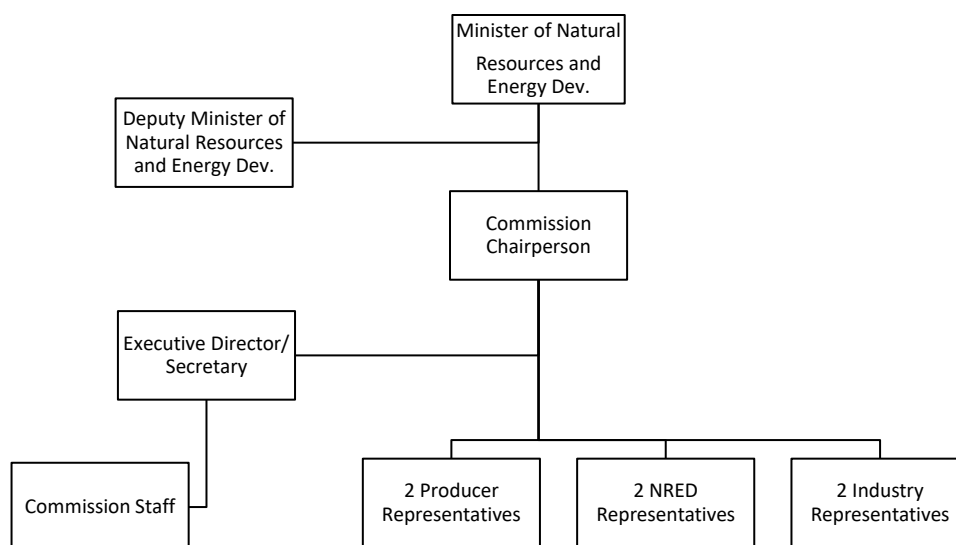 Minister of Natural
Resources and
Energy Dev.
Deputy Minister of
Natural Resources
and Energy Dev.
Commission
Chairperson
Executive Director/
Secretary
Commission Staff
2 Producer
Representatives
2 NRED
Representatives
2 Industry
Representatives